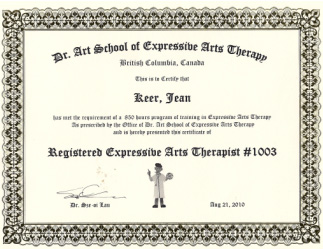 Dr. Art School of Expressive Arts Therapy
British Columbia, Canada
This is to Certify that
Keer, Jean
has met the requirement of a 850 hours program of training in Expressive Arts Therapy
As prescribed by the Office of Dr. Art School of Expressive Arts Therapy
and is hereby presented this certificate of
Registered Expressive Arts Therapist #1003
Dr. Sze-oi Lau
Aug 21, 2010